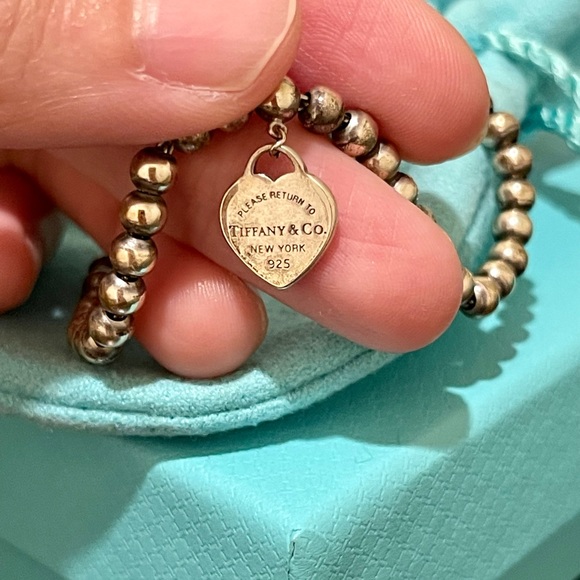 PLEASE RETURN TO
TIFFANY & CO.
NEW YORK
925